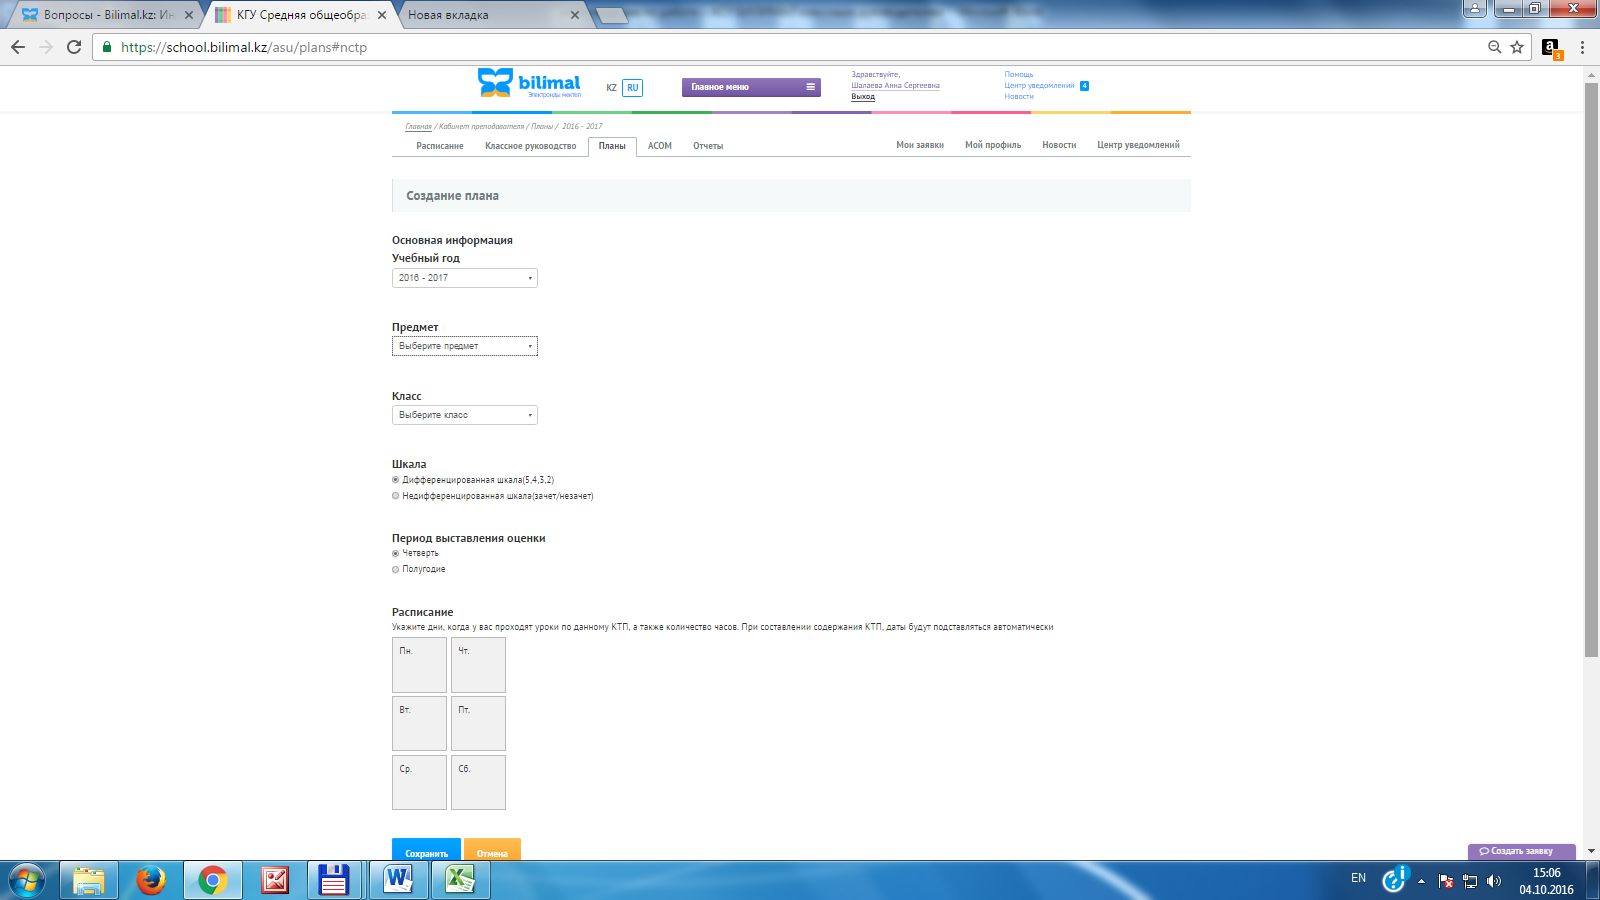 Вопросы - Bilimal.kz: Ин
КГУ Средняя общеобра
Новая вкладка
https://school.bilimal.kz/asu/plans#nctp
3
bilimal
Электронды мектеп
KZ RU
Главное меню
Здравствуйте,
Шалаева Анна Сергеевна
Выход
Помощь
Центр уведомлений 4
Новости
Главная / Кабинет преподавателя / Планы / 2016 - 2017
Расписание Классное руководство Планы АСОМ Отчеты Мои заявки Мой профиль Новости Центр уведомлений
Создание плана
Основная информация
Учебный год
2016 - 2017
Предмет
Выберите предмет
Класс
Выберите класс
Шкала
Дифференцированная шкала(5,4,3,2)
Недифференцированная шкала(зачет/незачет)
Период выставления оценки
Четверть
Полугодие
Расписание
Укажите дни, когда у вас проходят уроки по данному КТП, а также количество часов. При составлении содержания КТП, даты будут подставляться автоматически
Пн. Чт.
Вт. Пт.
Ср. Сб.
Сохранить Отмена
Создать заявку
EN
15:06
04.10.2016